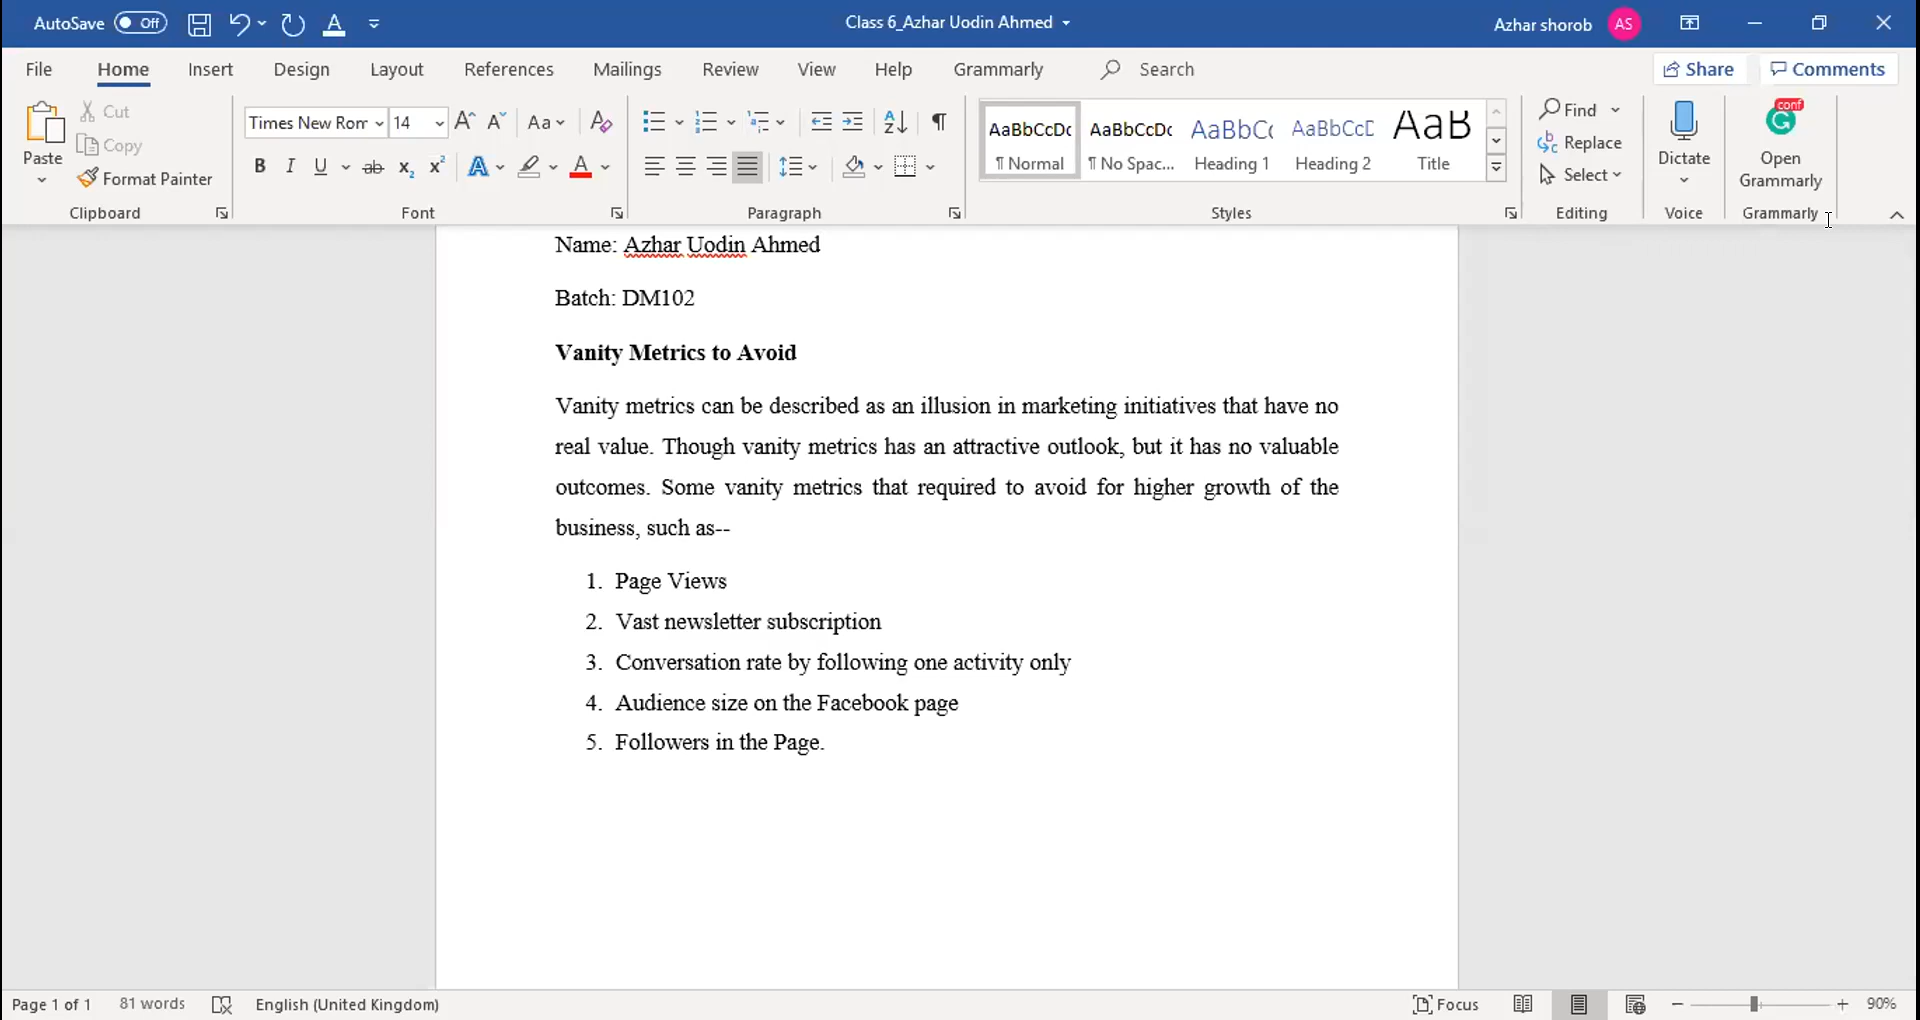 AutoSave Off Class 6_Azhar Uodin Ahmed Azhar shorob AS
File Home Insert Design Layout References Mailings Review View Help Grammarly Search Share Comments
Paste
Cut
Copy
Format Painter
Clipboard
Times New Ror 14
Aa
B I U ab x₂ x² A A
Font
Paragraph
AaBbCcDc AaBbCcDc AaBbCc AaBbCcD AaB
¶ Normal ¶ No Spac... Heading 1 Heading 2 Title
Styles
Find
Replace
Select
Editing
Dictate
Voice
conf
Open
Grammarly
Grammarly
Name: Azhar Uodin Ahmed
Batch: DM102
Vanity Metrics to Avoid
Vanity metrics can be described as an illusion in marketing initiatives that have no
real value. Though vanity metrics has an attractive outlook, but it has no valuable
outcomes. Some vanity metrics that required to avoid for higher growth of the
business, such as--
1. Page Views
2. Vast newsletter subscription
3. Conversation rate by following one activity only
4. Audience size on the Facebook page
5. Followers in the Page.
Page 1 of 1 81 words English (United Kingdom) Focus 90%